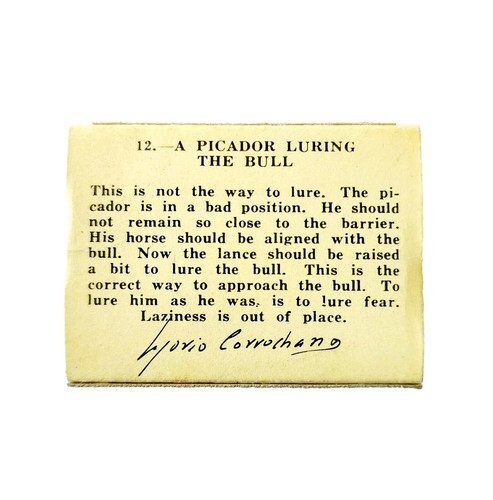 12.—A PICADOR LURING
THE BULL
This is not the way to lure. The pi-
cador is in a bad position. He should
not remain so close to the barrier.
His horse should be aligned with the
bull. Now the lance should be raised
a bit to lure the bull. This is the
correct way to approach the bull. To
lure him as he was, is to lure fear.
Laziness is out of place.
Gregorio Corrochano